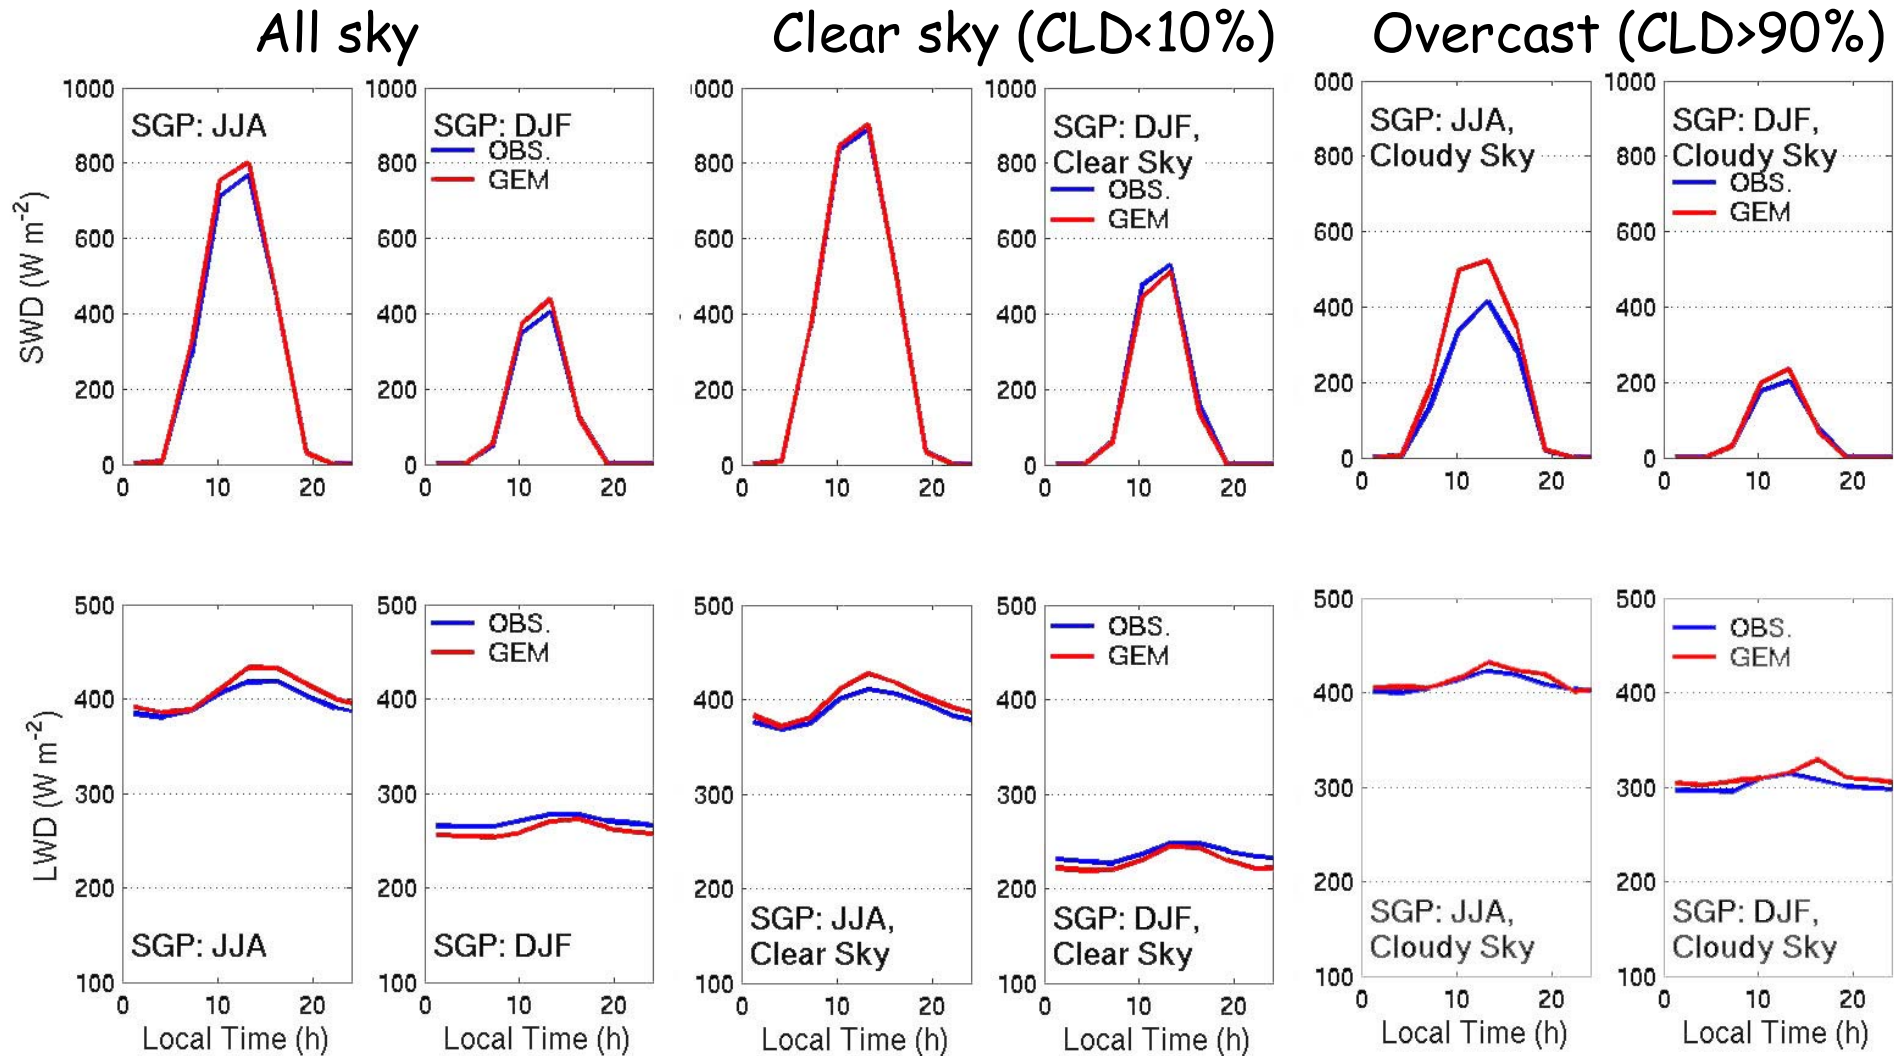 All sky
Clear sky (CLD<10%)
Overcast (CLD>90%)
SWD (W m-2)
1000
800
600
400
200
0
0
10
20
SGP: JJA
1000
800
600
400
200
0
0
10
20
SGP: DJF
OBS.
GEM
000
800
600
400
200
0
0
10
20
1000
800
600
400
200
0
0
10
20
SGP: DJF,
Clear Sky
OBS.
GEM
000
800
600
400
200
0
0
10
20
SGP: JJA,
Cloudy Sky
1000
800
600
400
200
0
0
10
20
SGP: DJF,
Cloudy Sky
OBS.
GEM
LWD (W m-2)
500
400
300
200
100
0
10
20
SGP: JJA
Local Time (h)
500
400
300
200
100
0
10
20
OBS.
GEM
SGP: DJF
Local Time (h)
500
400
300
200
100
0
10
20
SGP: JJA,
Clear Sky
Local Time (h)
500
400
300
200
100
0
10
20
OBS.
GEM
SGP: DJF,
Clear Sky
Local Time (h)
500
400
300
200
100
0
10
20
SGP: JJA,
Cloudy Sky
Local Time (h)
500
400
300
200
100
0
10
20
OBS.
GEM
SGP: DJF,
Cloudy Sky
Local Time (h)